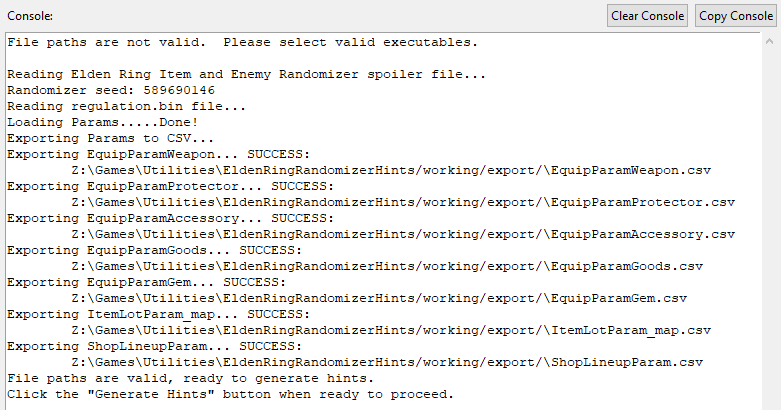 Console:
Clear Console
Copy Console
File paths are not valid.  Please select valid executables.
Reading Elden Ring Item and Enemy Randomizer spoiler file...
Randomizer seed: 589690146
Reading regulation.bin file...
Loading Params.....Done!
Exporting Params to CSV...
Exporting EquipParamWeapon... SUCCESS:
Z:\Games\Utilities\EldenRingRandomizerHints/working/export/\EquipParamWeapon.csv
Exporting EquipParamProtector... SUCCESS:
Z:\Games\Utilities\EldenRingRandomizerHints/working/export/\EquipParamProtector.csv
Exporting EquipParamAccessory... SUCCESS:
Z:\Games\Utilities\EldenRingRandomizerHints/working/export/\EquipParamAccessory.csv
Exporting EquipParamGoods... SUCCESS:
Z:\Games\Utilities\EldenRingRandomizerHints/working/export/\EquipParamGoods.csv
Exporting EquipParamGem... SUCCESS:
Z:\Games\Utilities\EldenRingRandomizerHints/working/export/\EquipParamGem.csv
Exporting ItemLotParam_map... SUCCESS:
Z:\Games\Utilities\EldenRingRandomizerHints/working/export/\ItemLotParam_map.csv
Exporting ShopLineupParam... SUCCESS:
Z:\Games\Utilities\EldenRingRandomizerHints/working/export/\ShopLineupParam.csv
File paths are valid, ready to generate hints.
Click the "Generate Hints" button when ready to proceed.